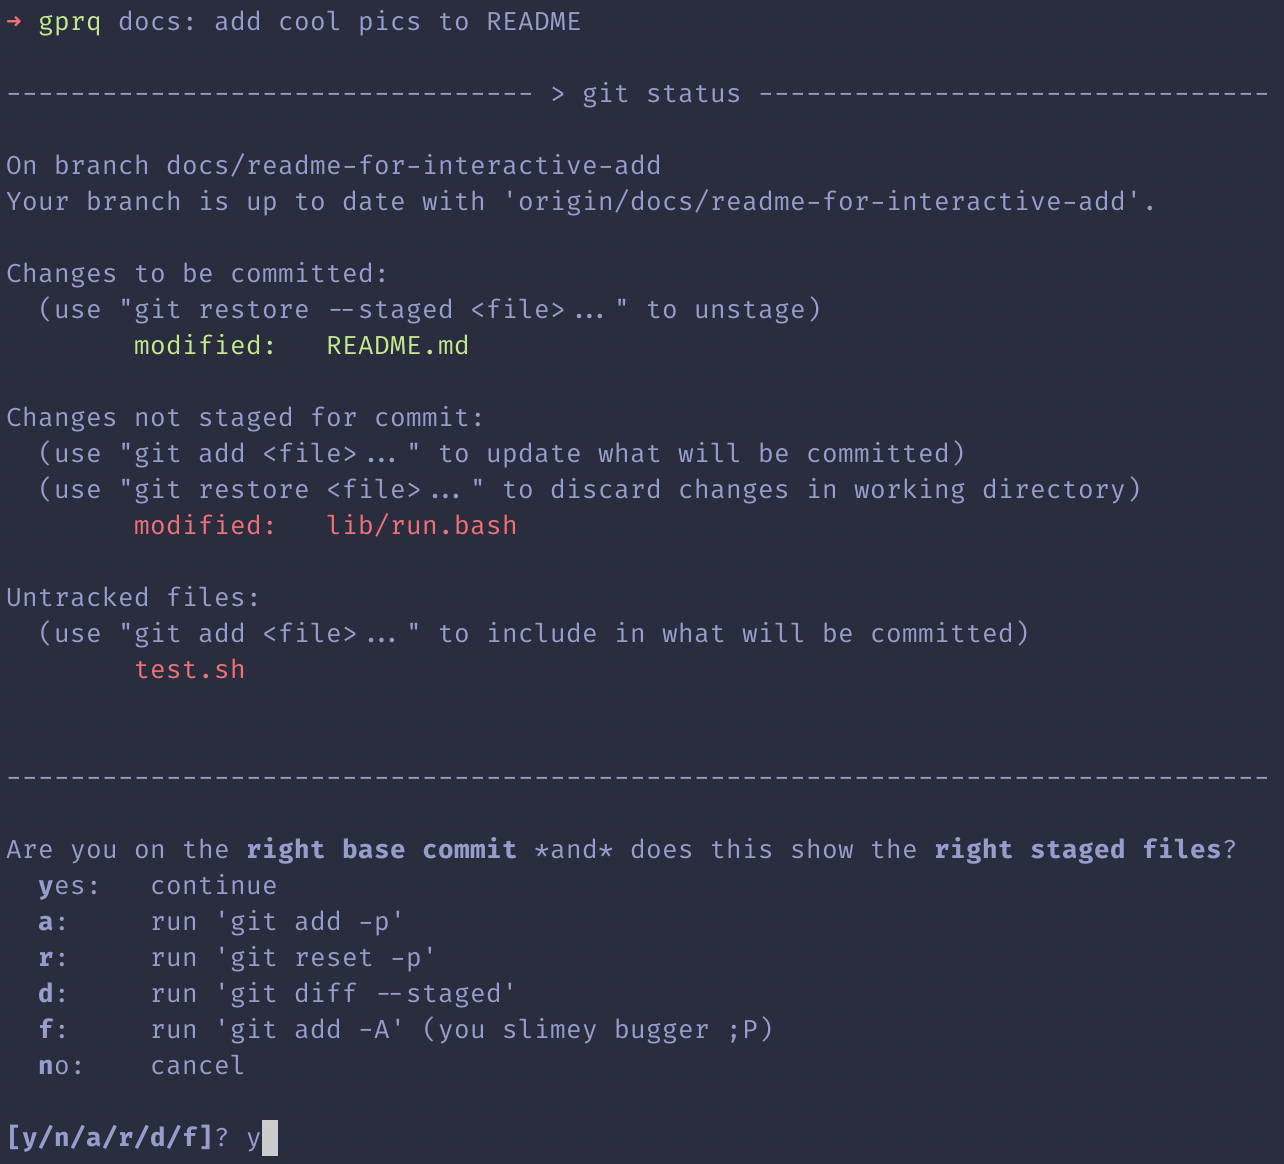 → gprq docs: add cool pics to README
--------------------------------- > git status --------------------------------
On branch docs/readme-for-interactive-add
Your branch is up to date with 'origin/docs/readme-for-interactive-add'.
Changes to be committed:
  (use "git restore --staged <file>..." to unstage)
        modified:   README.md
Changes not staged for commit:
  (use "git add <file>..." to update what will be committed)
  (use "git restore <file>..." to discard changes in working directory)
        modified:   lib/run.bash
Untracked files:
  (use "git add <file>..." to include in what will be committed)
        test.sh
-------------------------------------------------------------------------------
Are you on the right base commit *and* does this show the right staged files?
  yes:   continue
  a:     run 'git add -p'
  r:     run 'git reset -p'
  d:     run 'git diff --staged'
  f:     run 'git add -A' (you slimey bugger ;P)
  no:    cancel
[y/n/a/r/d/f]? y